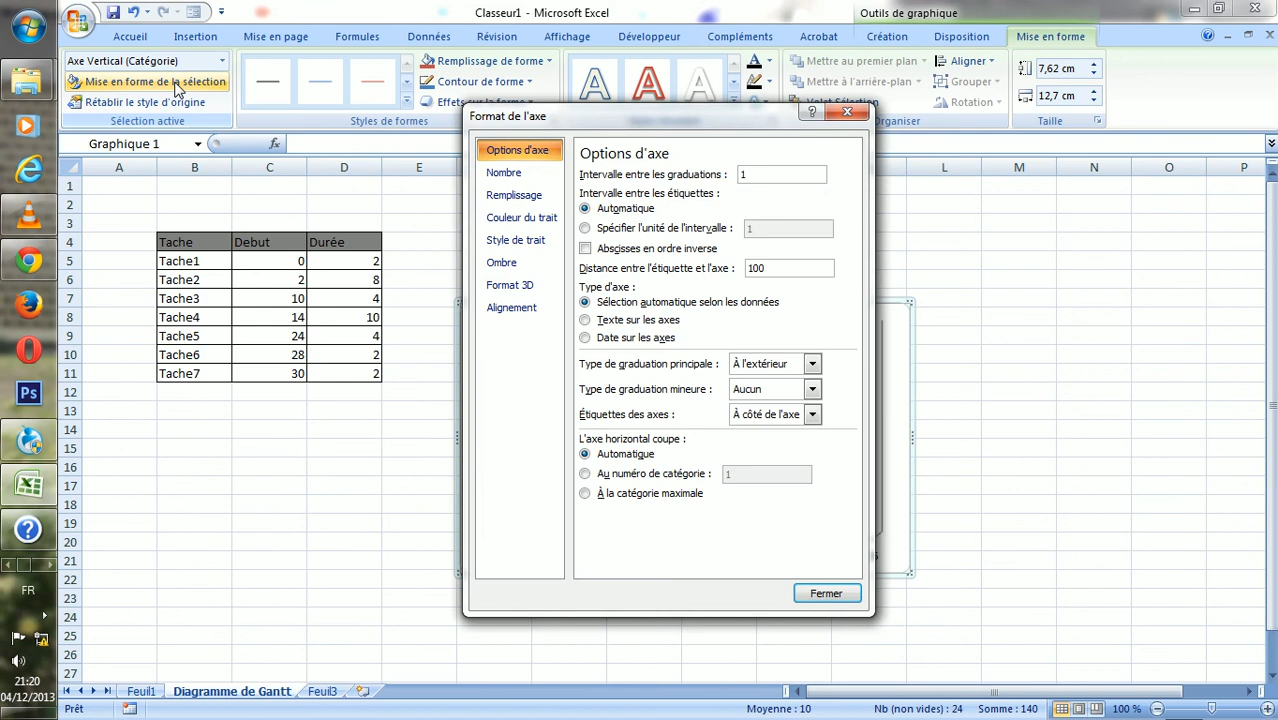 Classeur1 - Microsoft Excel
Outils de graphique
Accueil
Insertion
Mise en page
Formules
Données
Révision
Affichage
Développeur
Compléments
Acrobat
Création
Disposition
Mise en forme
Axe Vertical (Catégorie)
Mise en forme de la sélection
Rétablir le style d'origine
Sélection active
Styles de formes
Remplissage de forme
Contour de forme
Effets sur la forme
Mettre au premier plan
Mettre à l'arrière-plan
Volet Sélection
Aligner
Grouper
Rotation
Organiser
7,62 cm
12,7 cm
Taille
Graphique 1
A B C D E L M N O P
1
2
3
4 Tache Debut Durée
5 Tache1 0 2
6 Tache2 2 8
7 Tache3 10 4
8 Tache4 14 10
9 Tache5 24 4
10 Tache6 28 2
11 Tache7 30 2
12
13
14
15
16
17
18
19
20
21
22
23
24
25
26
27
Format de l'axe
Options d'axe
Nombre
Remplissage
Couleur du trait
Style de trait
Ombre
Format 3D
Alignement
Options d'axe
Intervalle entre les graduations : 1
Intervalle entre les étiquettes :
Automatique
Spécifier l'unité de l'intervalle : 1
Abscisses en ordre inverse
Distance entre l'étiquette et l'axe : 100
Type d'axe :
Sélection automatique selon les données
Texte sur les axes
Date sur les axes
Type de graduation principale : À l'extérieur
Type de graduation mineure : Aucun
Étiquettes des axes : À côté de l'axe
L'axe horizontal coupe :
Automatique
Au numéro de catégorie : 1
À la catégorie maximale
Fermer
Ps
FR
21:20
04/12/2013
Feuil1
Diagramme de Gantt
Feuil3
Prêt
Moyenne : 10
Nb (non vides) : 24
Somme : 140
100 %